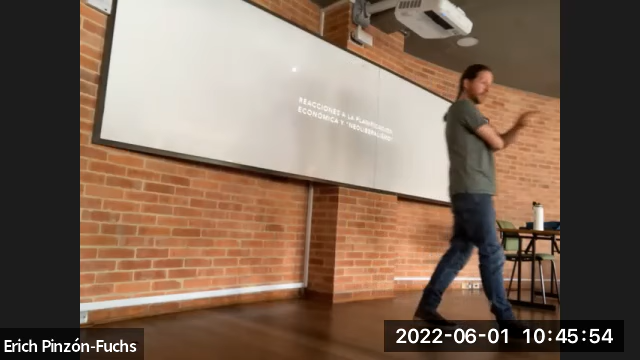 REACCIONES A LA PLANIFICACIÓN
ECONÓMICA Y "NEOLIBERALISMO"
Erich Pinzón-Fuchs
2022-06-01 10:45:54